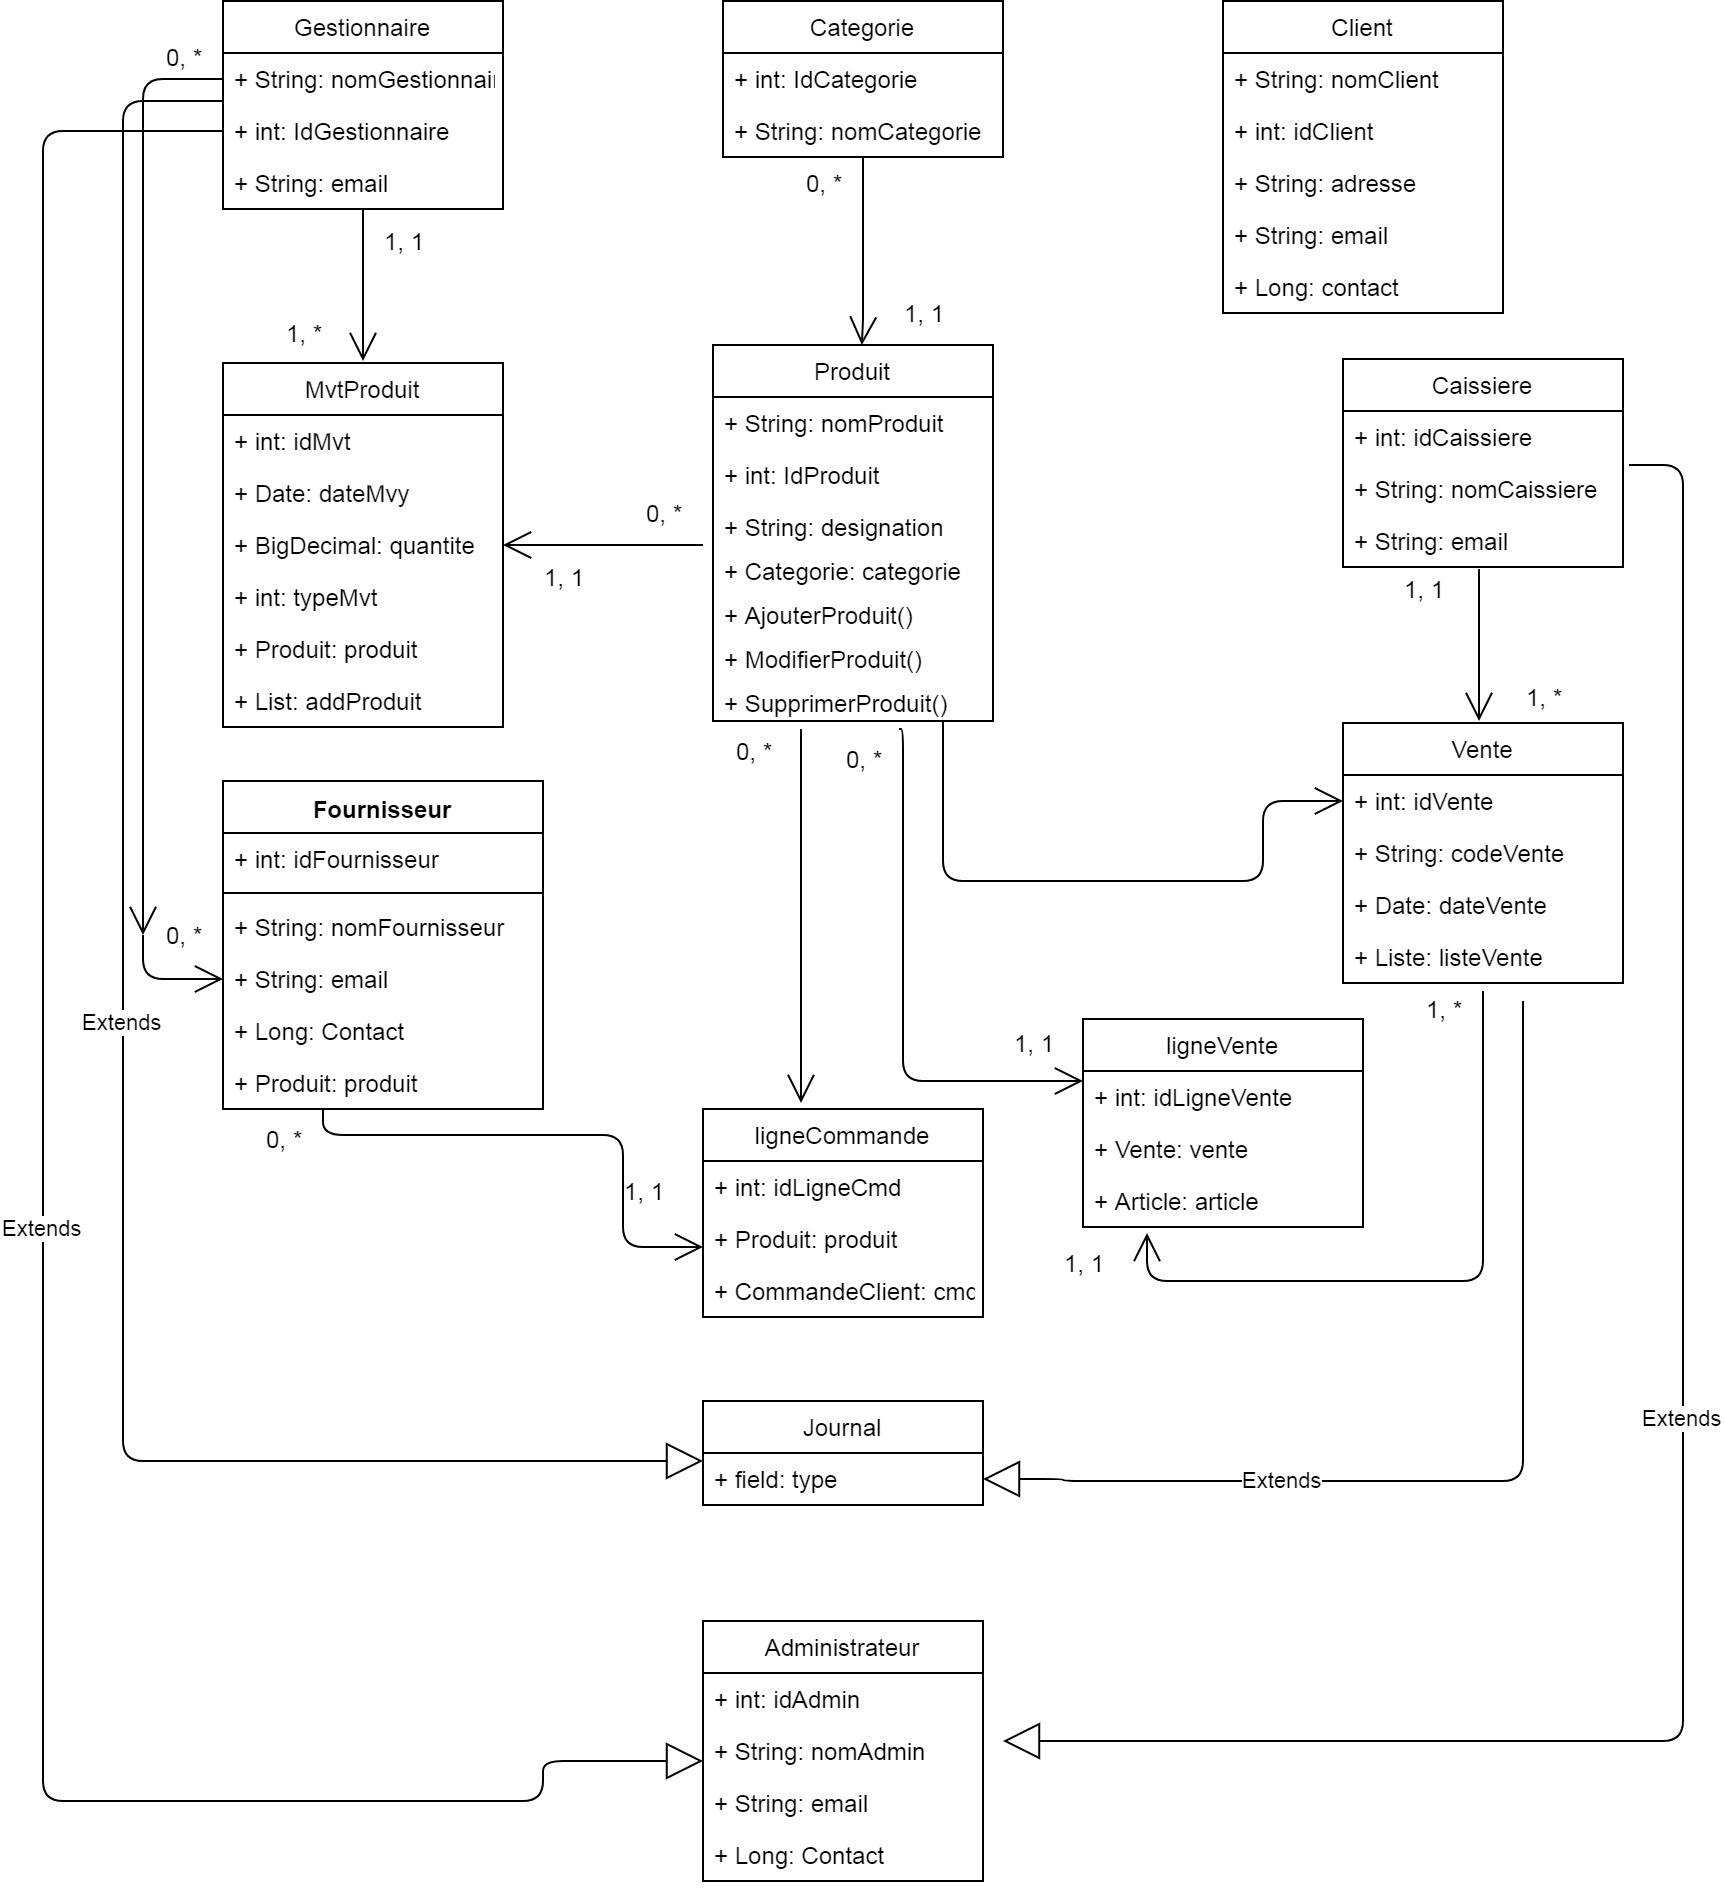 Gestionnaire
+ String: nomGestionnai
+ int: IdGestionnaire
+ String: email
0, *
1, 1
1, *
Categorie
+ int: IdCategorie
+ String: nomCategorie
0, *
1, 1
Client
+ String: nomClient
+ int: idClient
+ String: adresse
+ String: email
+ Long: contact
MvtProduit
+ int: idMvt
+ Date: dateMvy
+ BigDecimal: quantite
+ int: typeMvt
+ Produit: produit
+ List: addProduit
0, *
1, 1
Produit
+ String: nomProduit
+ int: IdProduit
+ String: designation
+ Categorie: categorie
+ AjouterProduit()
+ ModifierProduit()
+ SupprimerProduit()
0, *
0, *
Caissiere
+ int: idCaissiere
+ String: nomCaissiere
+ String: email
1, 1
1, *
Vente
+ int: idVente
+ String: codeVente
+ Date: dateVente
+ Liste: listeVente
1, *
Fournisseur
+ int: idFournisseur
+ String: nomFournisseur
+ String: email
+ Long: Contact
+ Produit: produit
0, *
0, *
1, 1
Extends
Extends
ligneCommande
+ int: idLigneCmd
+ Produit: produit
+ CommandeClient: cmd
1, 1
ligneVente
+ int: idLigneVente
+ Vente: vente
+ Article: article
1, 1
Journal
+ field: type
Extends
Extends
Administrateur
+ int: idAdmin
+ String: nomAdmin
+ String: email
+ Long: Contact